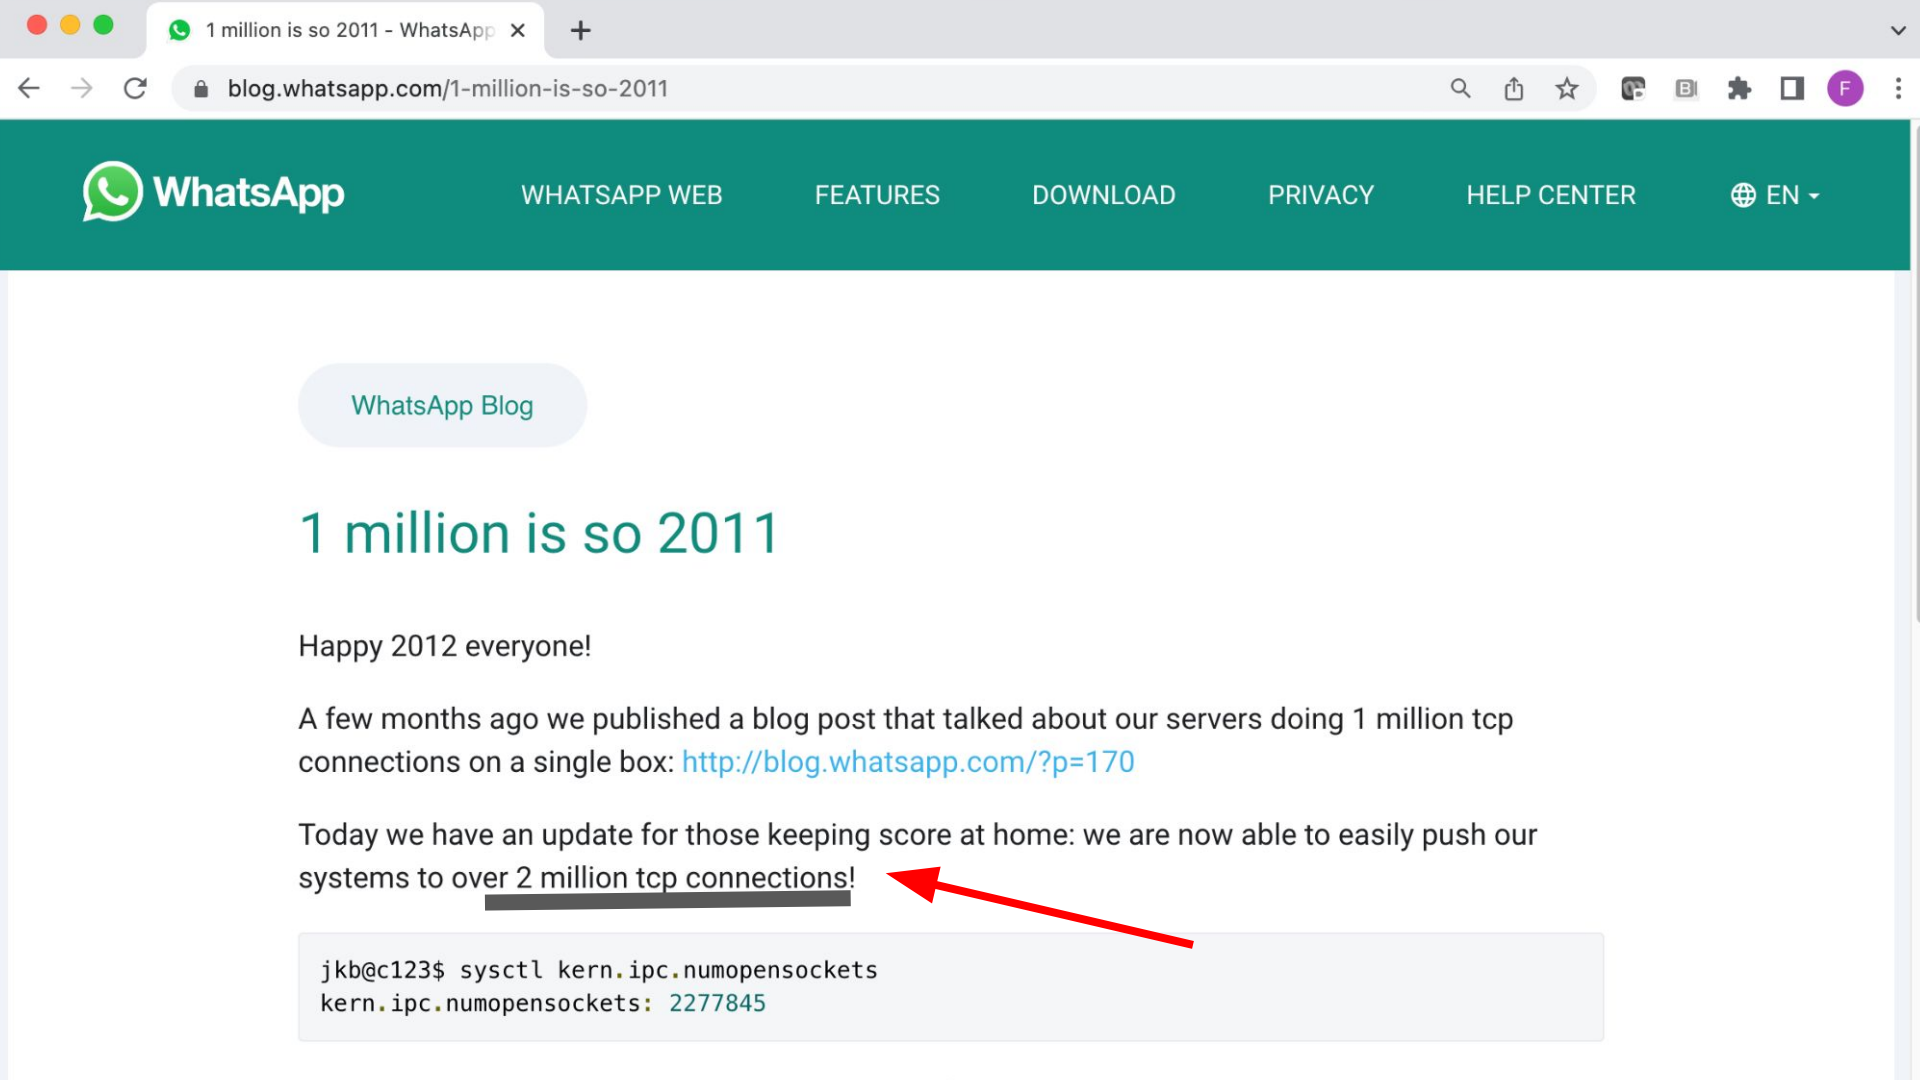 1 million is so 2011 - WhatsApp
blog.whatsapp.com/1-million-is-so-2011
F
WhatsApp
WHATSAPP WEB
FEATURES
DOWNLOAD
PRIVACY
HELP CENTER
EN
WhatsApp Blog
1 million is so 2011
Happy 2012 everyone!
A few months ago we published a blog post that talked about our servers doing 1 million tcp
connections on a single box: http://blog.whatsapp.com/?p=170
Today we have an update for those keeping score at home: we are now able to easily push our
systems to over 2 million tcp connections!
jkb@c123$ sysctl kern.ipc.numopensockets
kern.ipc.numopensockets: 2277845